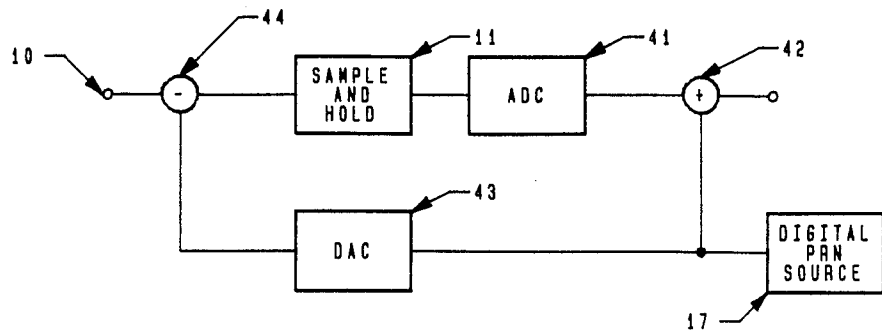 44
10
-
SAMPLE
AND
HOLD
11
ADC
41
+
42
DAC
43
DIGITAL
PRN
SOURCE
17